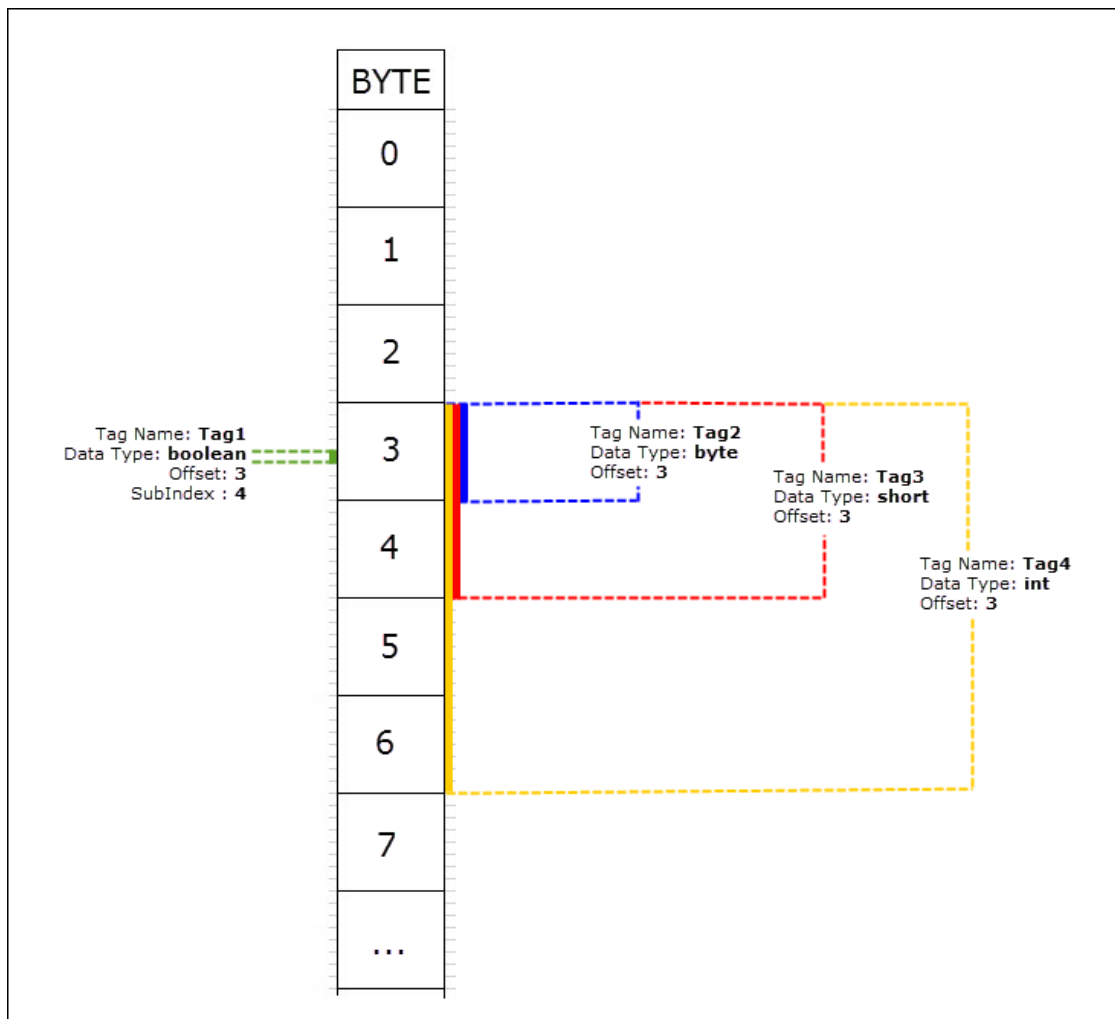 BYTE
0
1
2
3
4
5
6
7
...
Tag Name: Tag1
Data Type: boolean
Offset: 3
SubIndex : 4
Tag Name: Tag2
Data Type: byte
Offset: 3
Tag Name: Tag3
Data Type: short
Offset: 3
Tag Name: Tag4
Data Type: int
Offset: 3